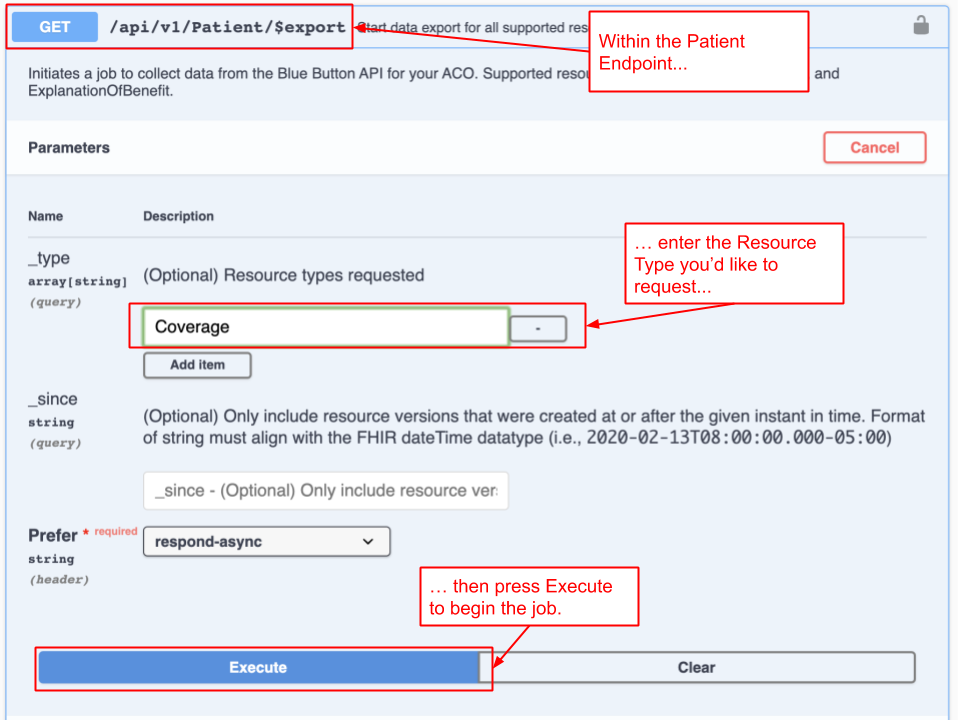 GET /api/v1/Patient/$export Start data export for all supported res
Within the Patient
Endpoint...
Initiates a job to collect data from the Blue Button API for your ACO. Supported and
ExplanationOfBenefit.
Parameters
Cancel
Name Description
_type
array[string]
(query)
(Optional) Resource types requested
… enter the Resource
Type you’d like to
request...
Coverage -
Add item
_since
string
(query)
(Optional) Only include resource versions that were created at or after the given instant in time. Format
of string must align with the FHIR dateTime datatype (i.e., 2020-02-13T08:00:00.000-05:00)
_since - (Optional) Only include resource ver
Prefer * required
string
(header)
respond-async
… then press Execute
to begin the job.
Execute
Clear